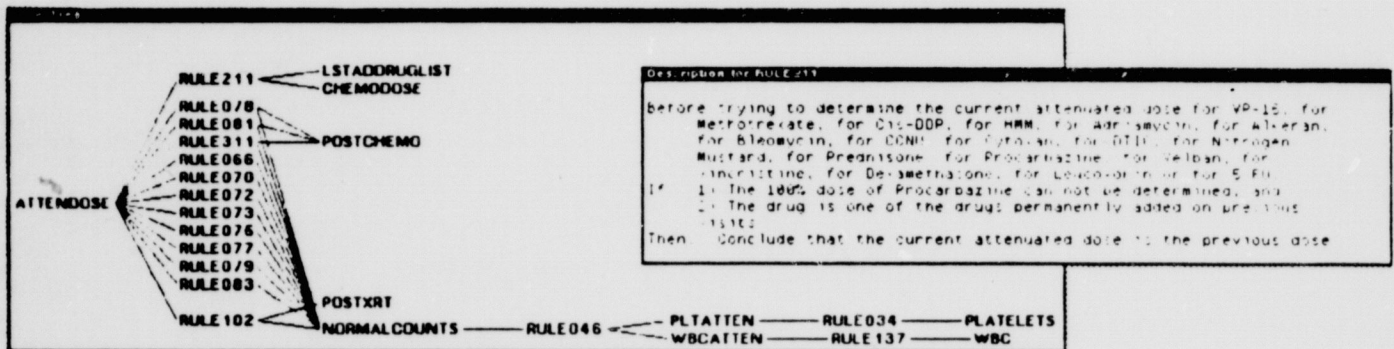 RULE211
LSTADDRUGLIST
CHEMODOSE
RULE078
RULE081
RULE311
POSTCHEMO
RULE066
RULE070
RULE072
ATTENDOSE
RULE073
RULE076
RULE077
RULE079
RULE083
POSTXRT
RULE102
NORMALCOUNTS
RULE046
PLTATTEN
RULE034
PLATELETS
WBCATTEN
RULE137
WBC
Description for RULE211
Before trying to determine the current attenuated dose for VP-16, for
Methotrexate, for Cis-DDP, for HMM, for Adriamycin, for Alkeran,
for Bleomycin, for CCNU, for Cytoxan, for DTIC, for Nitrogen
Mustard, for Prednisone, for Procarbazine, for Velban, for
Vincristine, for Dexamethasone, for Leucovorin or for 5 FU
If 1) The 100% dose of Procarbazine can not be determined, and
2) The drug is one of the drugs permanently added on previous
visits
Then Conclude that the current attenuated dose is the previous dose